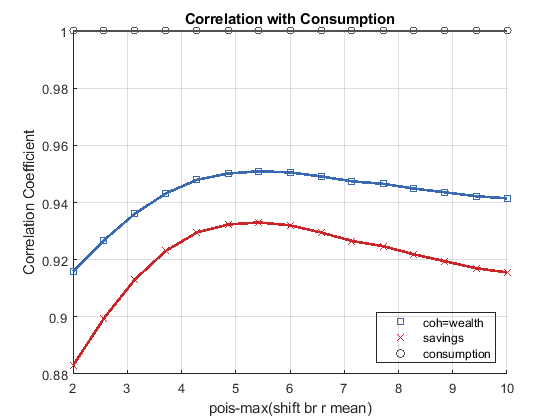 Correlation with Consumption
1
0.98
0.96
0.94
0.92
0.9
0.88
Correlation Coefficient
coh=wealth
savings
consumption
2 3 4 5 6 7 8 9 10
pois-max(shift br r mean)